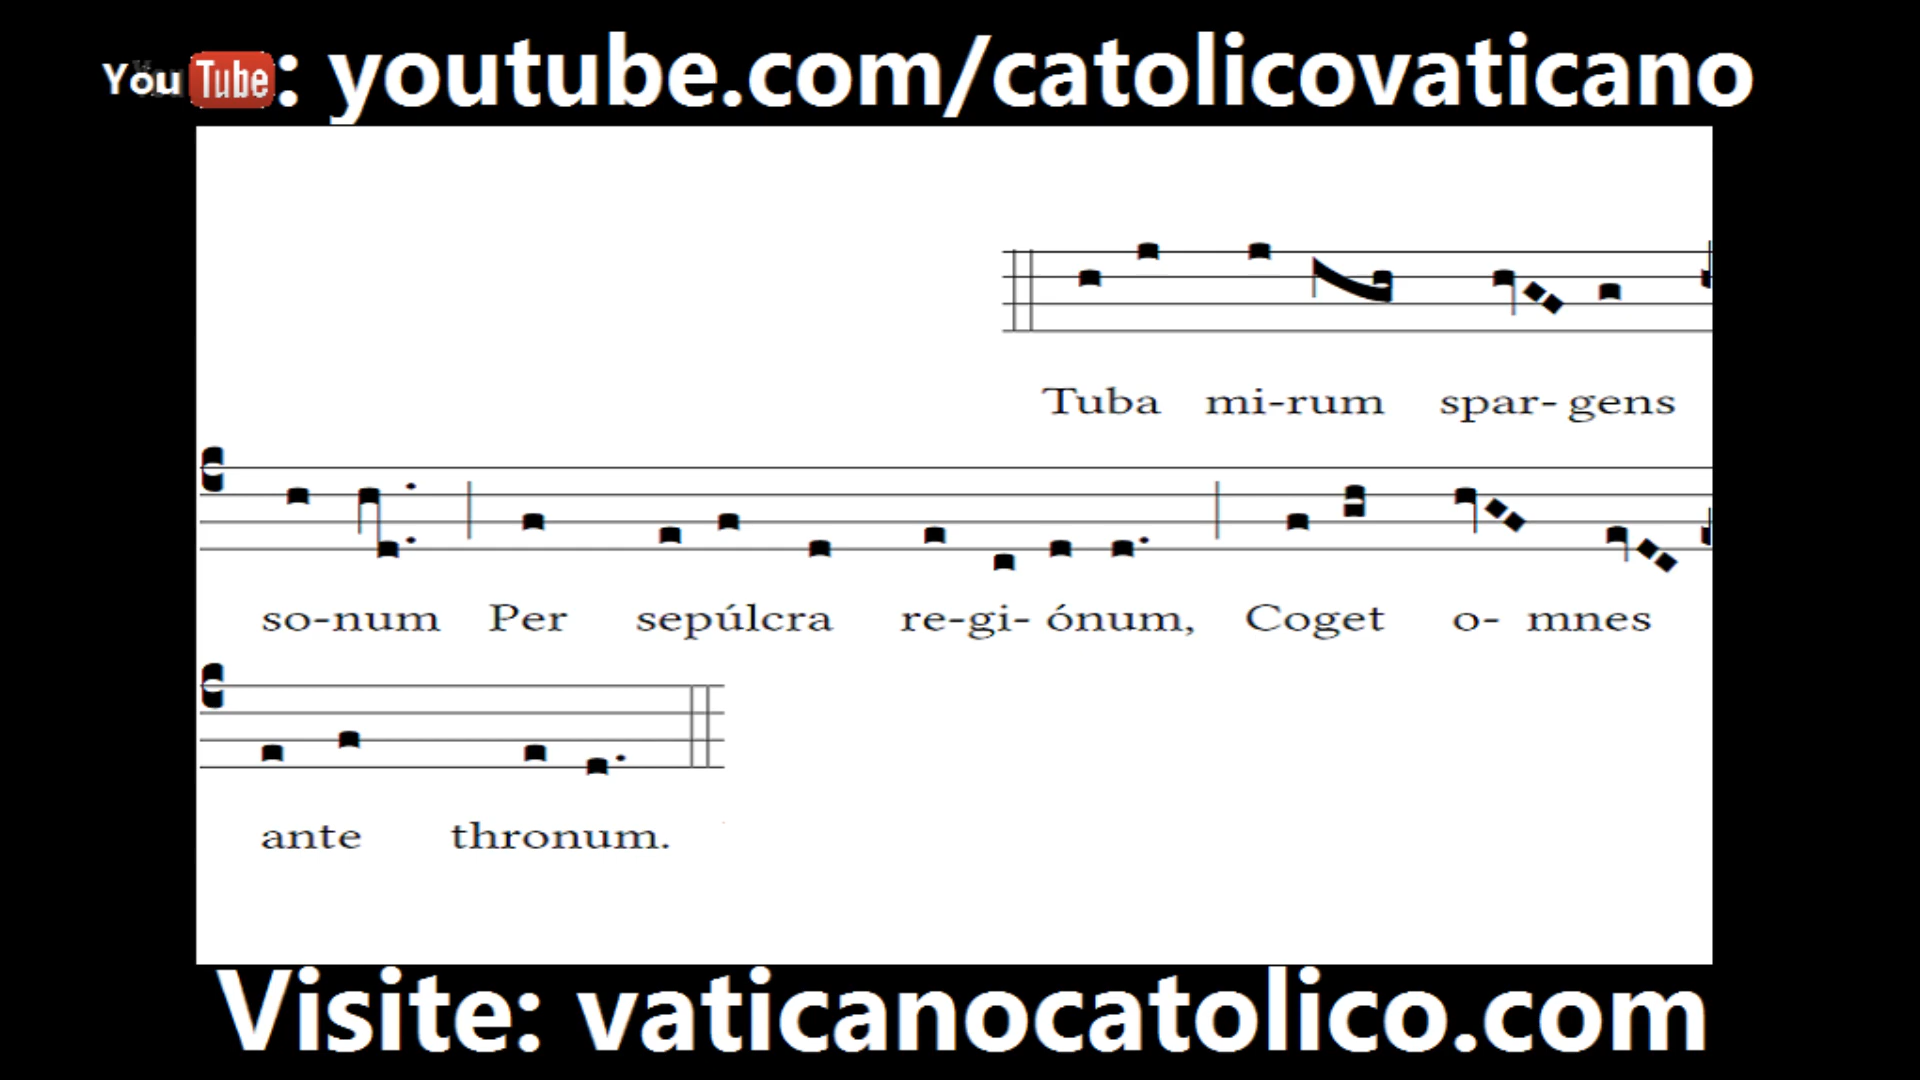 YouTube: youtube.com/catolicovaticano
Tuba mi-rum spar- gens
so-num Per sepúlcra re-gi- ónum, Coget o- mnes
ante thronum.
Visite: vaticanocatolico.com